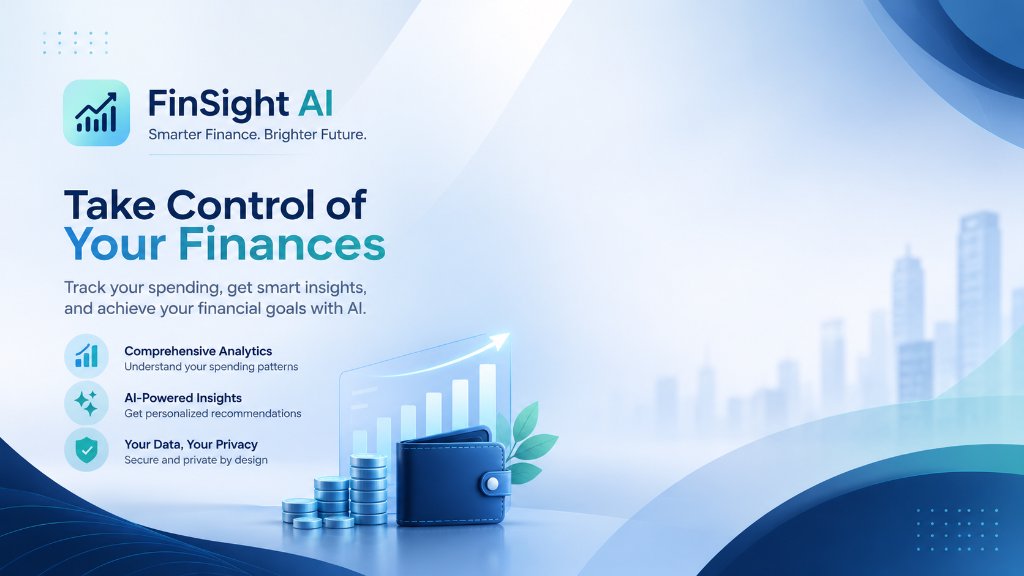 FinSight AI
Smarter Finance. Brighter Future.
Take Control of
Your Finances
Track your spending, get smart insights,
and achieve your financial goals with AI.
Comprehensive Analytics
Understand your spending patterns
AI-Powered Insights
Get personalized recommendations
Your Data, Your Privacy
Secure and private by design